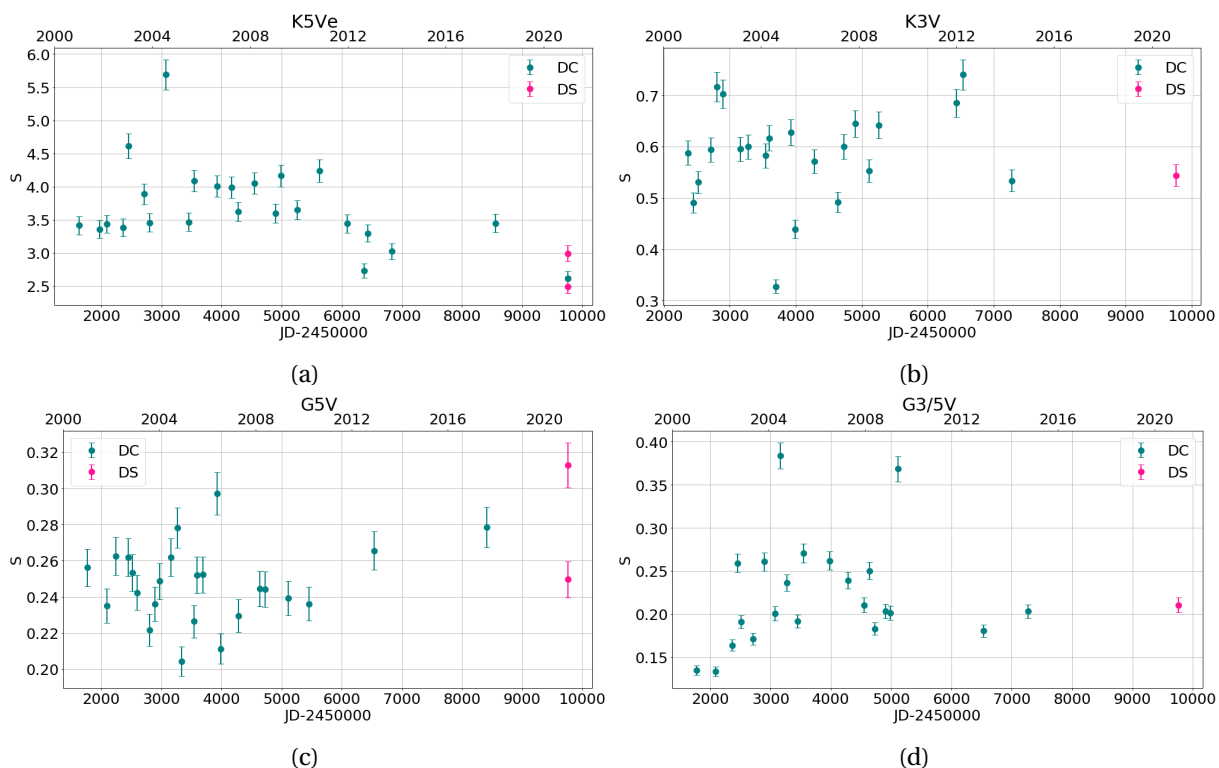 K5Ve
2000 2004 2008 2012 2016 2020
6.0
5.5
5.0
4.5
4.0
3.5
3.0
2.5
S
DC
DS
2000 3000 4000 5000 6000 7000 8000 9000 10000
JD-2450000
(a)
K3V
2000 2004 2008 2012 2016 2020
0.7
0.6
0.5
0.4
0.3
S
DC
DS
2000 3000 4000 5000 6000 7000 8000 9000 10000
JD-2450000
(b)
G5V
2000 2004 2008 2012 2016 2020
0.32
0.30
0.28
0.26
0.24
0.22
0.20
S
DC
DS
2000 3000 4000 5000 6000 7000 8000 9000 10000
JD-2450000
(c)
G3/5V
2000 2004 2008 2012 2016 2020
0.40
0.35
0.30
0.25
0.20
0.15
S
DC
DS
2000 3000 4000 5000 6000 7000 8000 9000 10000
JD-2450000
(d)